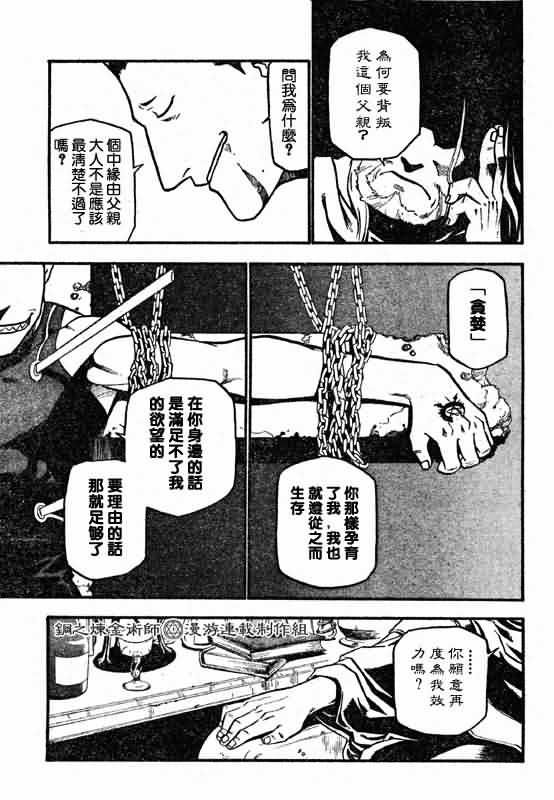 為何要背叛
我這個父親？
問我為什麼？
個中緣由父親
大人不是應該
最清楚不過了
嗎？
「貪婪」
你那樣孕育
了我，我也
就遵從之而
生存
在你身邊的話
是滿足不了我
的欲望的
要理由的話
那就足夠了
鋼之煉金術師 漫游連載制作組
……
你願意再
度為我效
力嗎？